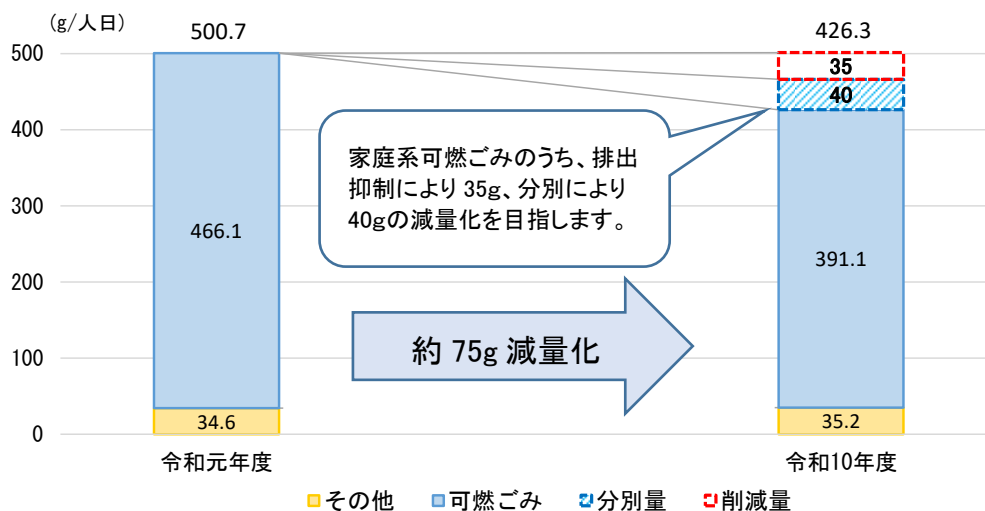 (g/人日)
500.7
426.3
500
400
300
200
100
0
35
40
家庭系可燃ごみのうち、排出
抑制により 35g、分別により
40gの減量化を目指します。
466.1
391.1
約 75g 減量化
34.6
35.2
令和元年度
令和10年度
その他 可燃ごみ 分別量 削減量